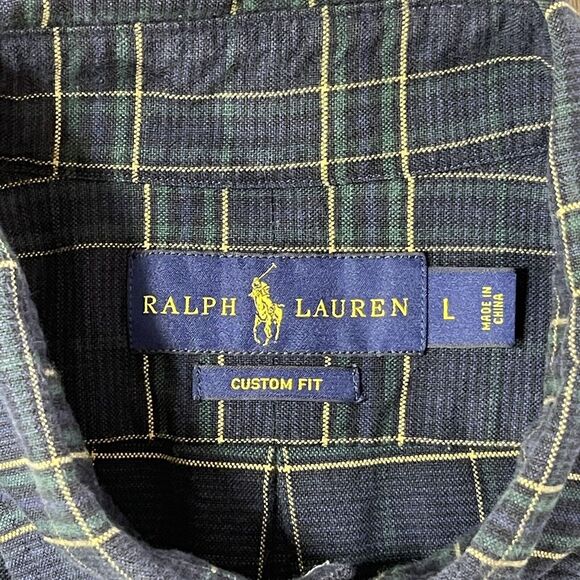 RALPH LAUREN
L
MADE IN
CHINA
CUSTOM FIT